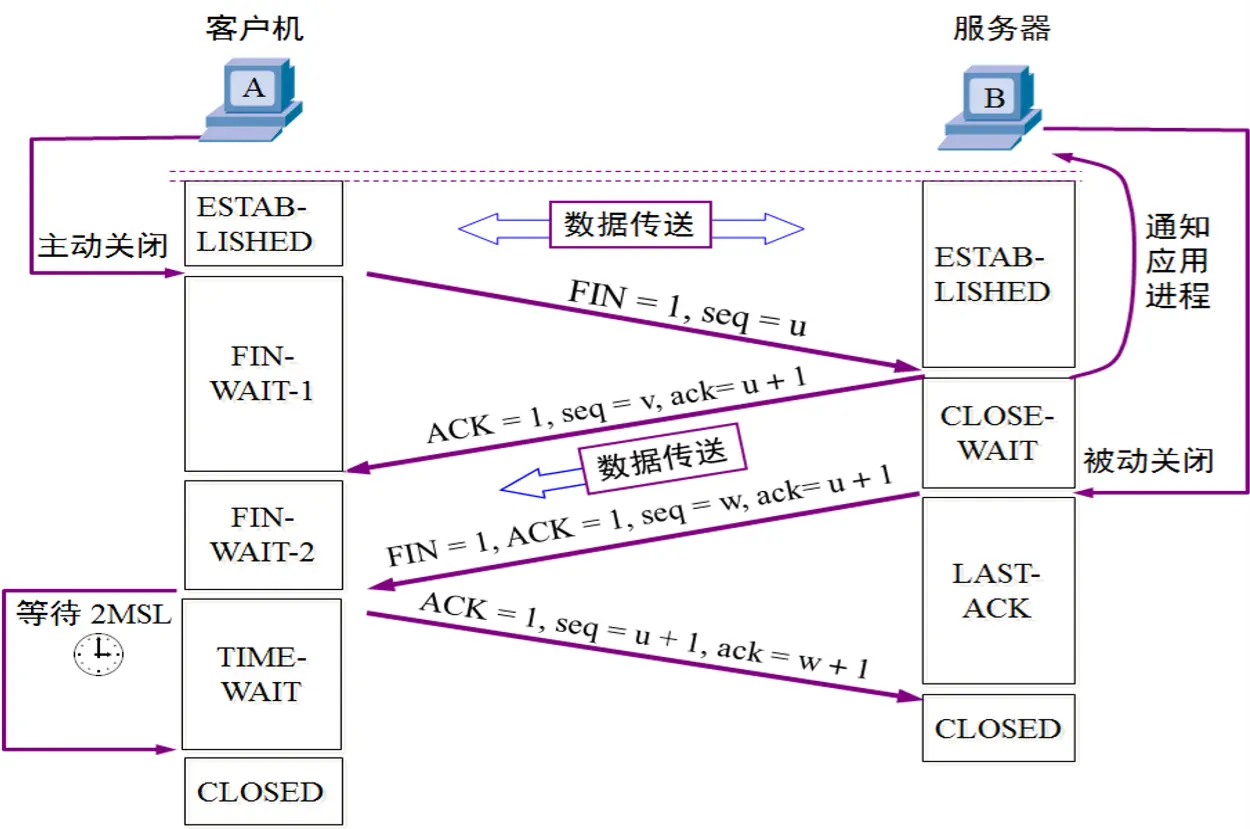 客户机
服务器
A
B
ESTAB-
LISHED
数据传送
通知
应用
进程
主动关闭
ESTAB-
LISHED
FIN = 1, seq = u
FIN-
WAIT-1
ACK = 1, seq = v, ack= u + 1
CLOSE-
WAIT
数据传送
被动关闭
FIN-
WAIT-2
FIN = 1, ACK = 1, seq = w, ack= u + 1
LAST-
ACK
等待 2MSL
ACK = 1, seq = u + 1, ack = w + 1
TIME-
WAIT
CLOSED
CLOSED